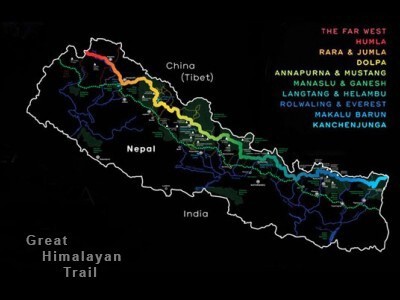 THE FAR WEST
HUMLA
RARA & JUMLA
DOLPA
ANNAPURNA & MUSTANG
MANASLU & GANESH
LANGTANG & HELAMBU
ROLWALING & EVEREST
MAKALU BARUN
KANCHENJUNGA
China
(Tibet)
Nepal
India
Great
Himalayan
Trail